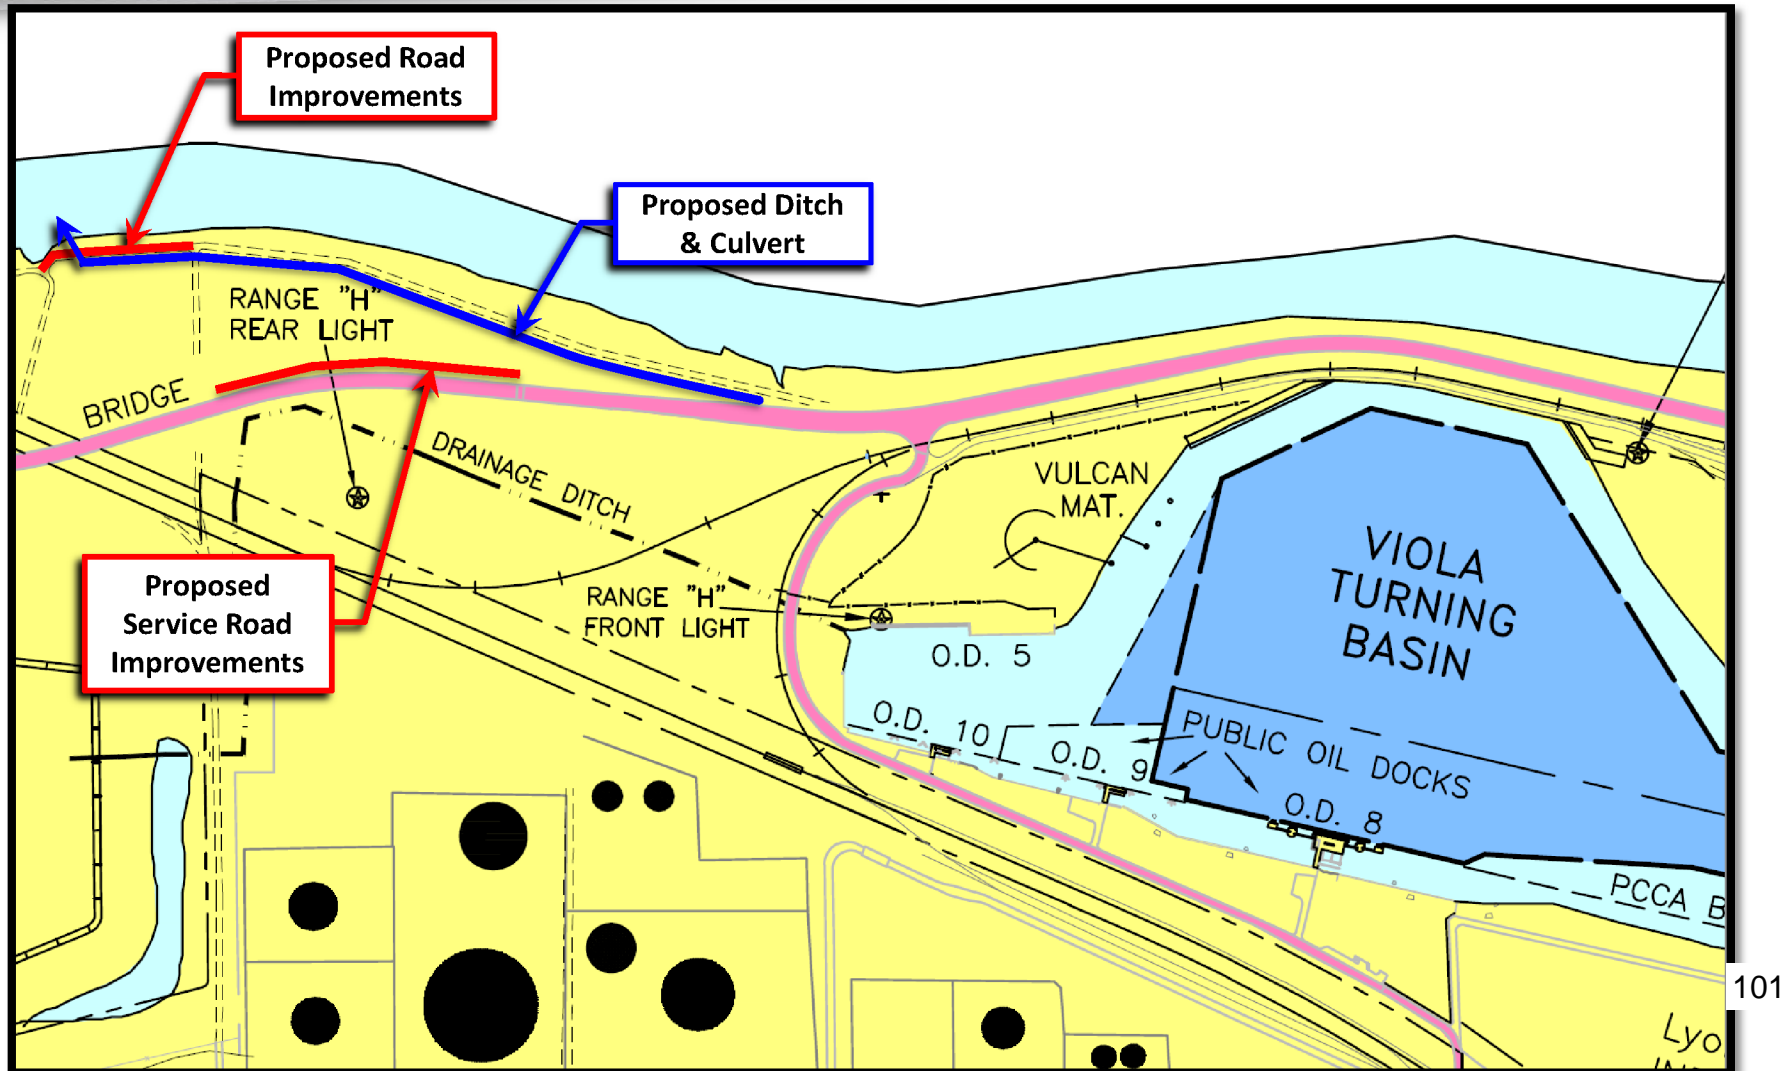 Proposed Road
Improvements
Proposed Ditch
& Culvert
RANGE "H"
REAR LIGHT
BRIDGE
DRAINAGE DITCH
VULCAN
MAT.
VIOLA
TURNING
BASIN
Proposed
Service Road
Improvements
RANGE "H"
FRONT LIGHT
O.D. 5
O.D. 10
O.D. 9
PUBLIC OIL DOCKS
O.D. 8
PCCA B
101
Lyo